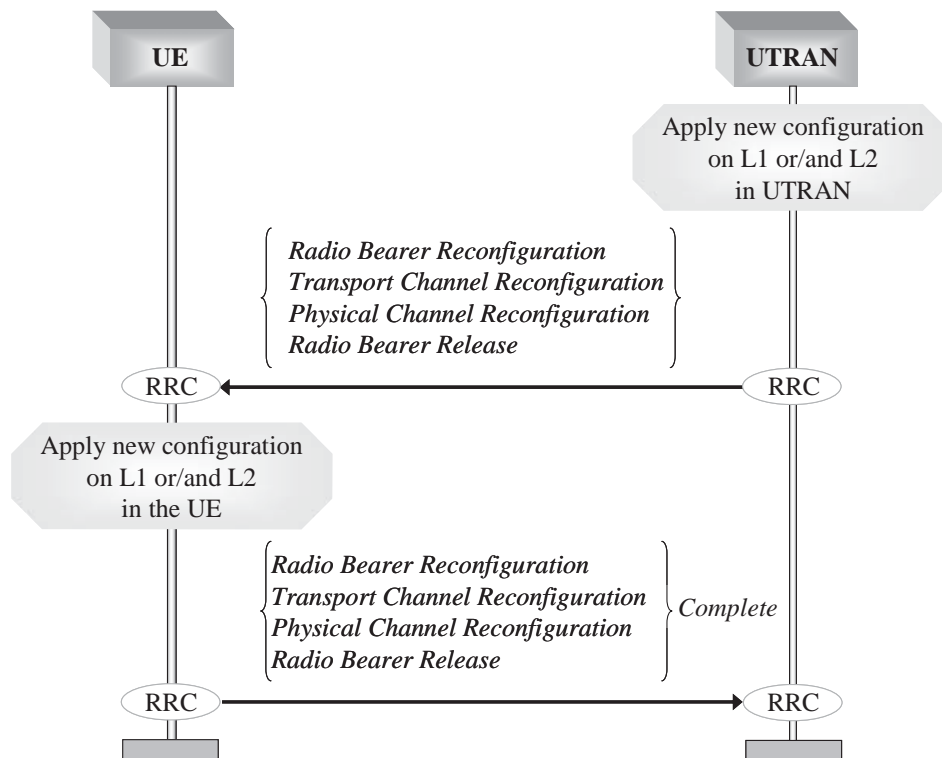 UE
UTRAN
Apply new configuration
on L1 or/and L2
in UTRAN
Radio Bearer Reconfiguration
Transport Channel Reconfiguration
Physical Channel Reconfiguration
Radio Bearer Release
RRC
RRC
Apply new configuration
on L1 or/and L2
in the UE
Radio Bearer Reconfiguration
Transport Channel Reconfiguration
Physical Channel Reconfiguration
Radio Bearer Release
Complete
RRC
RRC